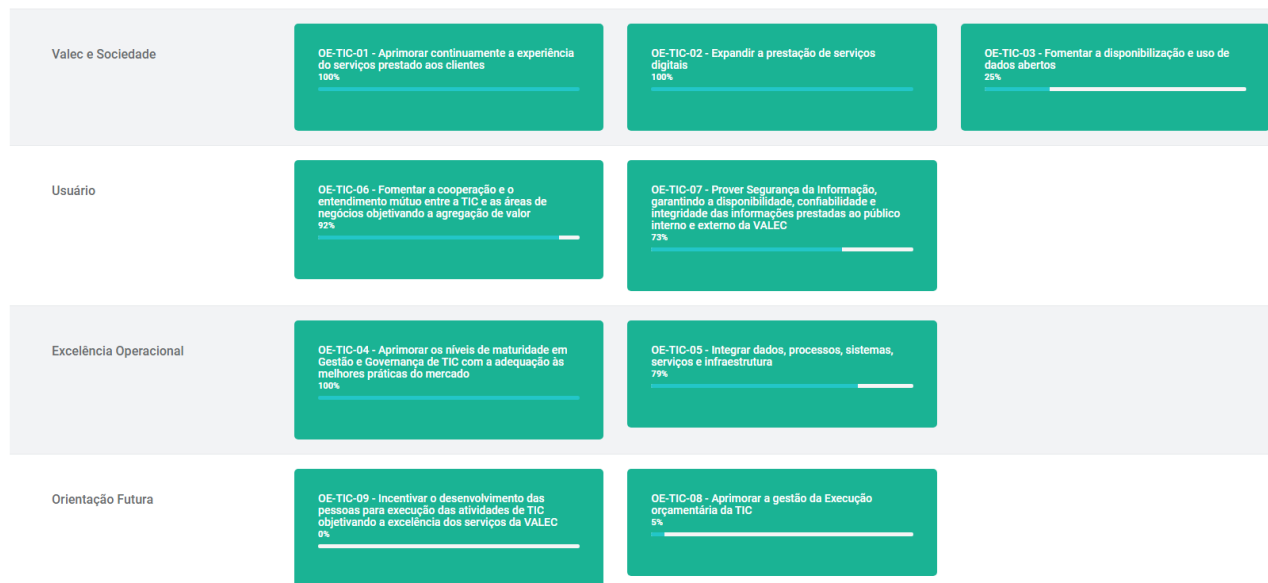 Valec e Sociedade
OE-TIC-01 - Aprimorar continuamente a experiência
do serviços prestado aos clientes
100%
OE-TIC-02 - Expandir a prestação de serviços
digitais
100%
OE-TIC-03 - Fomentar a disponibilização e uso de
dados abertos
25%
Usuário
OE-TIC-06 - Fomentar a cooperação e o
entendimento mútuo entre a TIC e as áreas de
negócios objetivando a agregação de valor
92%
OE-TIC-07 - Prover Segurança da Informação,
garantindo a disponibilidade, confiabilidade e
integridade das informações prestadas ao público
interno e externo da VALEC
73%
Excelência Operacional
OE-TIC-04 - Aprimorar os níveis de maturidade em
Gestão e Governança de TIC com a adequação às
melhores práticas do mercado
100%
OE-TIC-05 - Integrar dados, processos, sistemas,
serviços e infraestrutura
79%
Orientação Futura
OE-TIC-09 - Incentivar o desenvolvimento das
pessoas para execução das atividades de TIC
objetivando a excelência dos serviços da VALEC
0%
OE-TIC-08 - Aprimorar a gestão da Execução
orçamentária da TIC
5%